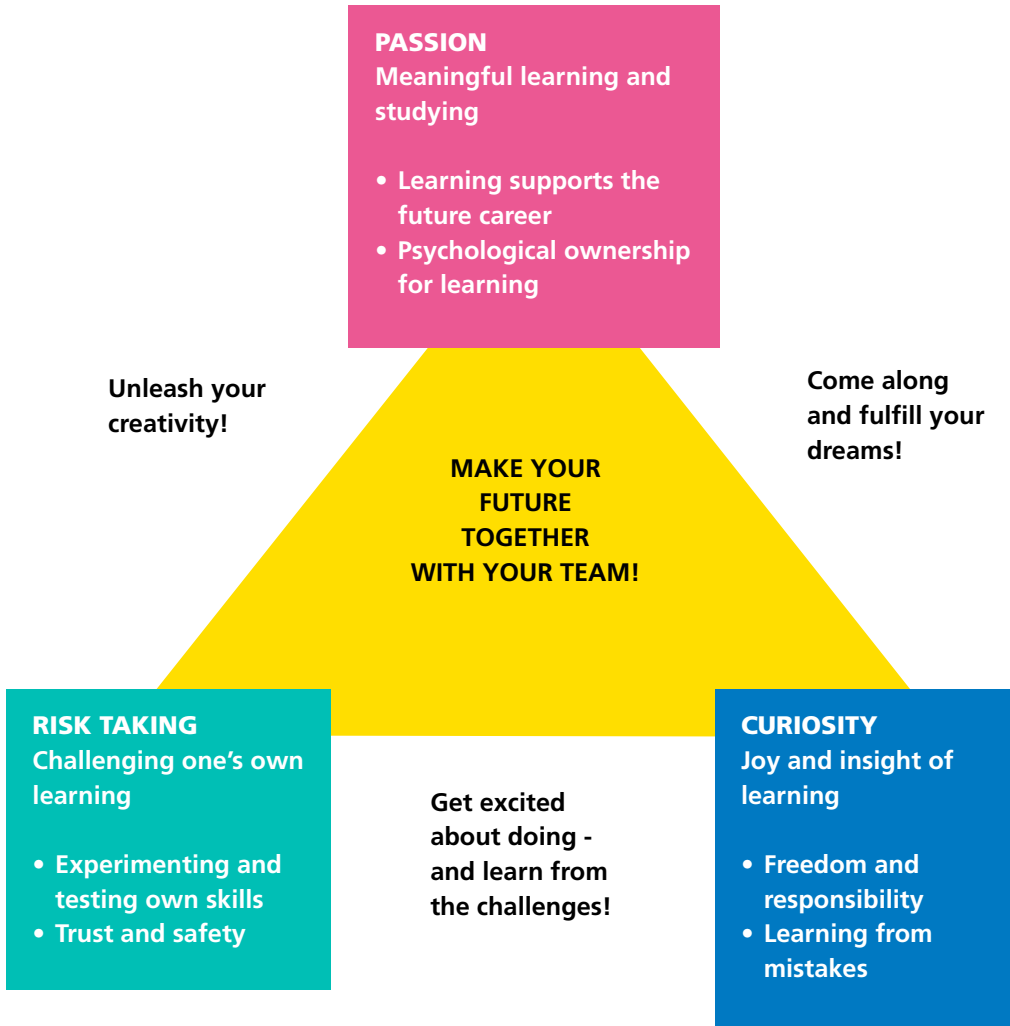 PASSION
Meaningful learning and
studying
• Learning supports the
future career
• Psychological ownership
for learning
Unleash your
creativity!
Come along
and fulfill your
dreams!
MAKE YOUR
FUTURE
TOGETHER
WITH YOUR TEAM!
RISK TAKING
Challenging one's own
learning
• Experimenting and
testing own skills
• Trust and safety
Get excited
about doing -
and learn from
the challenges!
CURIOSITY
Joy and insight of
learning
• Freedom and
responsibility
• Learning from
mistakes